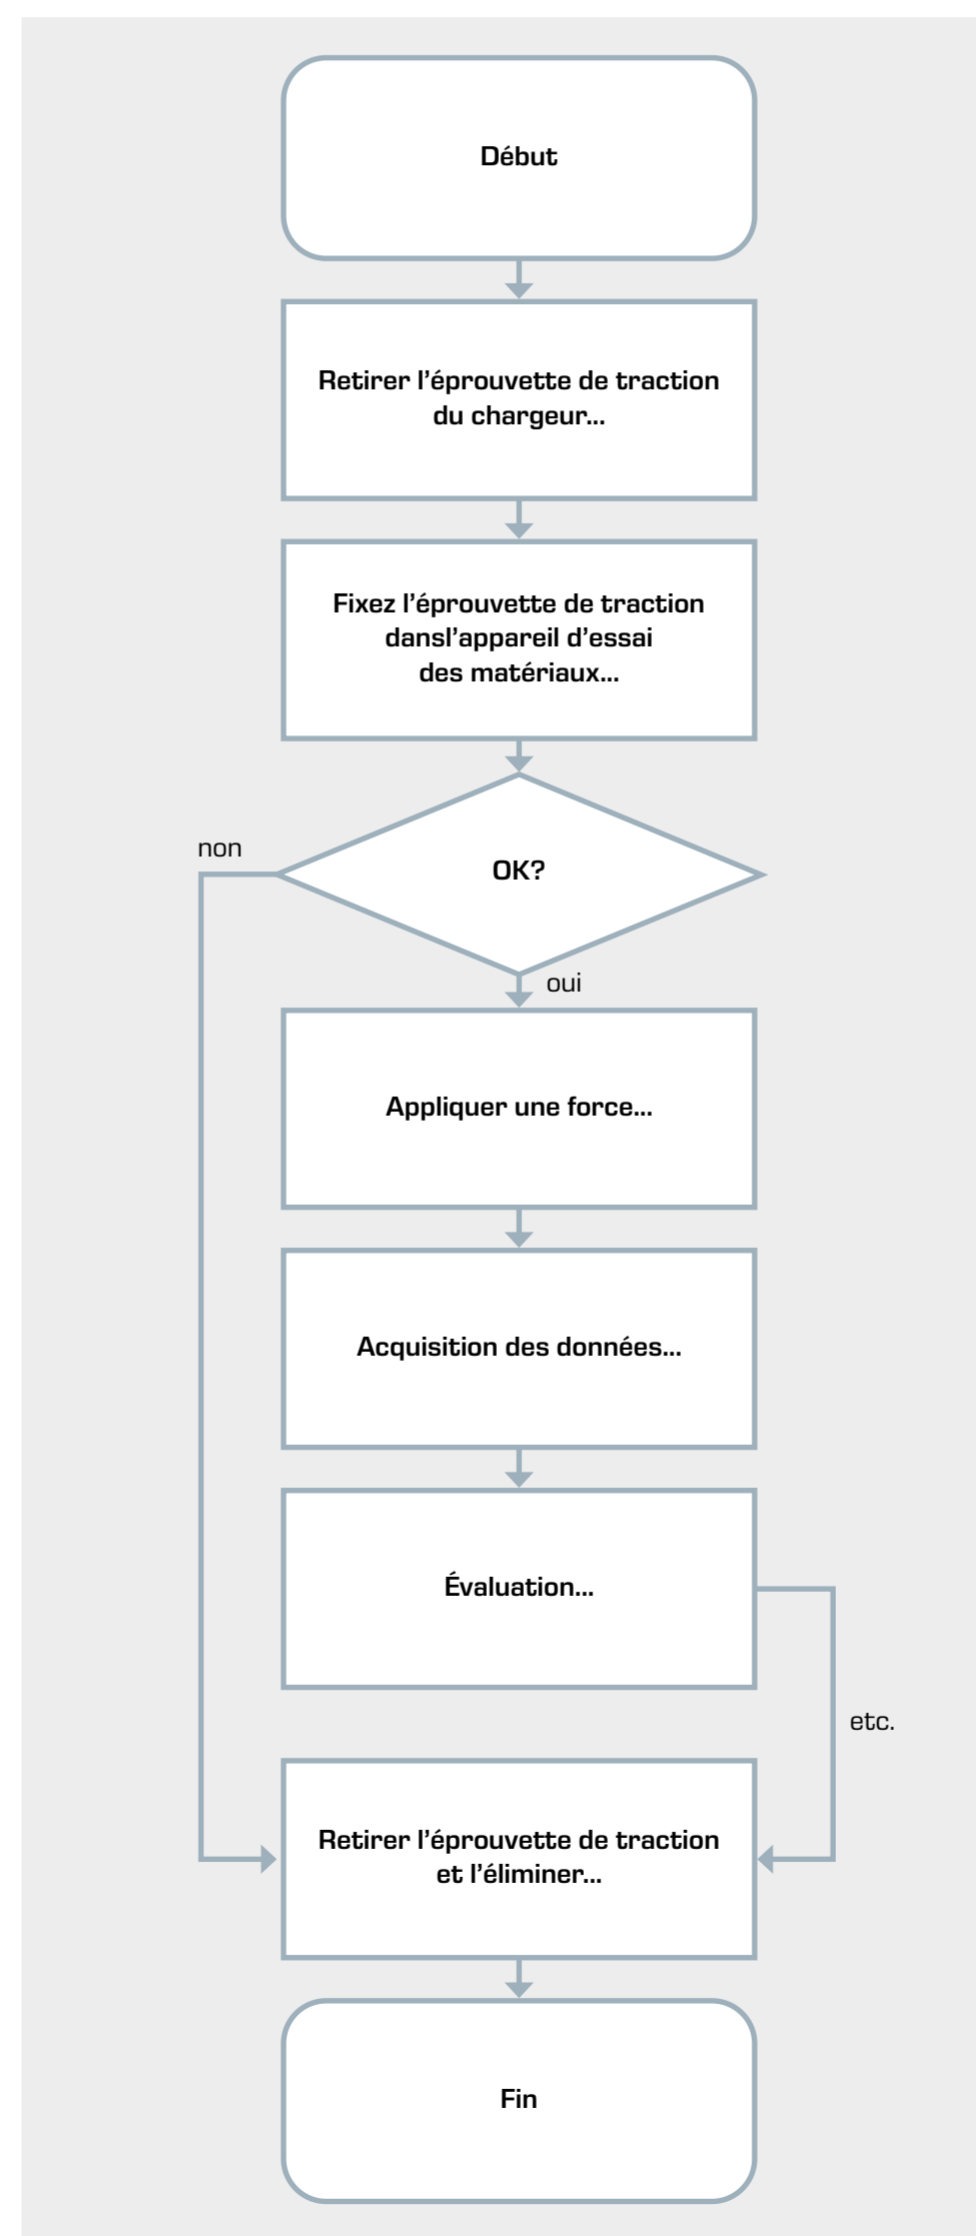 Début
Retirer l’éprouvette de traction
du chargeur...
Fixez l’éprouvette de traction
dansl’appareil d’essai
des matériaux...
non
OK?
oui
Appliquer une force...
Acquisition des données...
Évaluation...
etc.
Retirer l’éprouvette de traction
et l’éliminer...
Fin